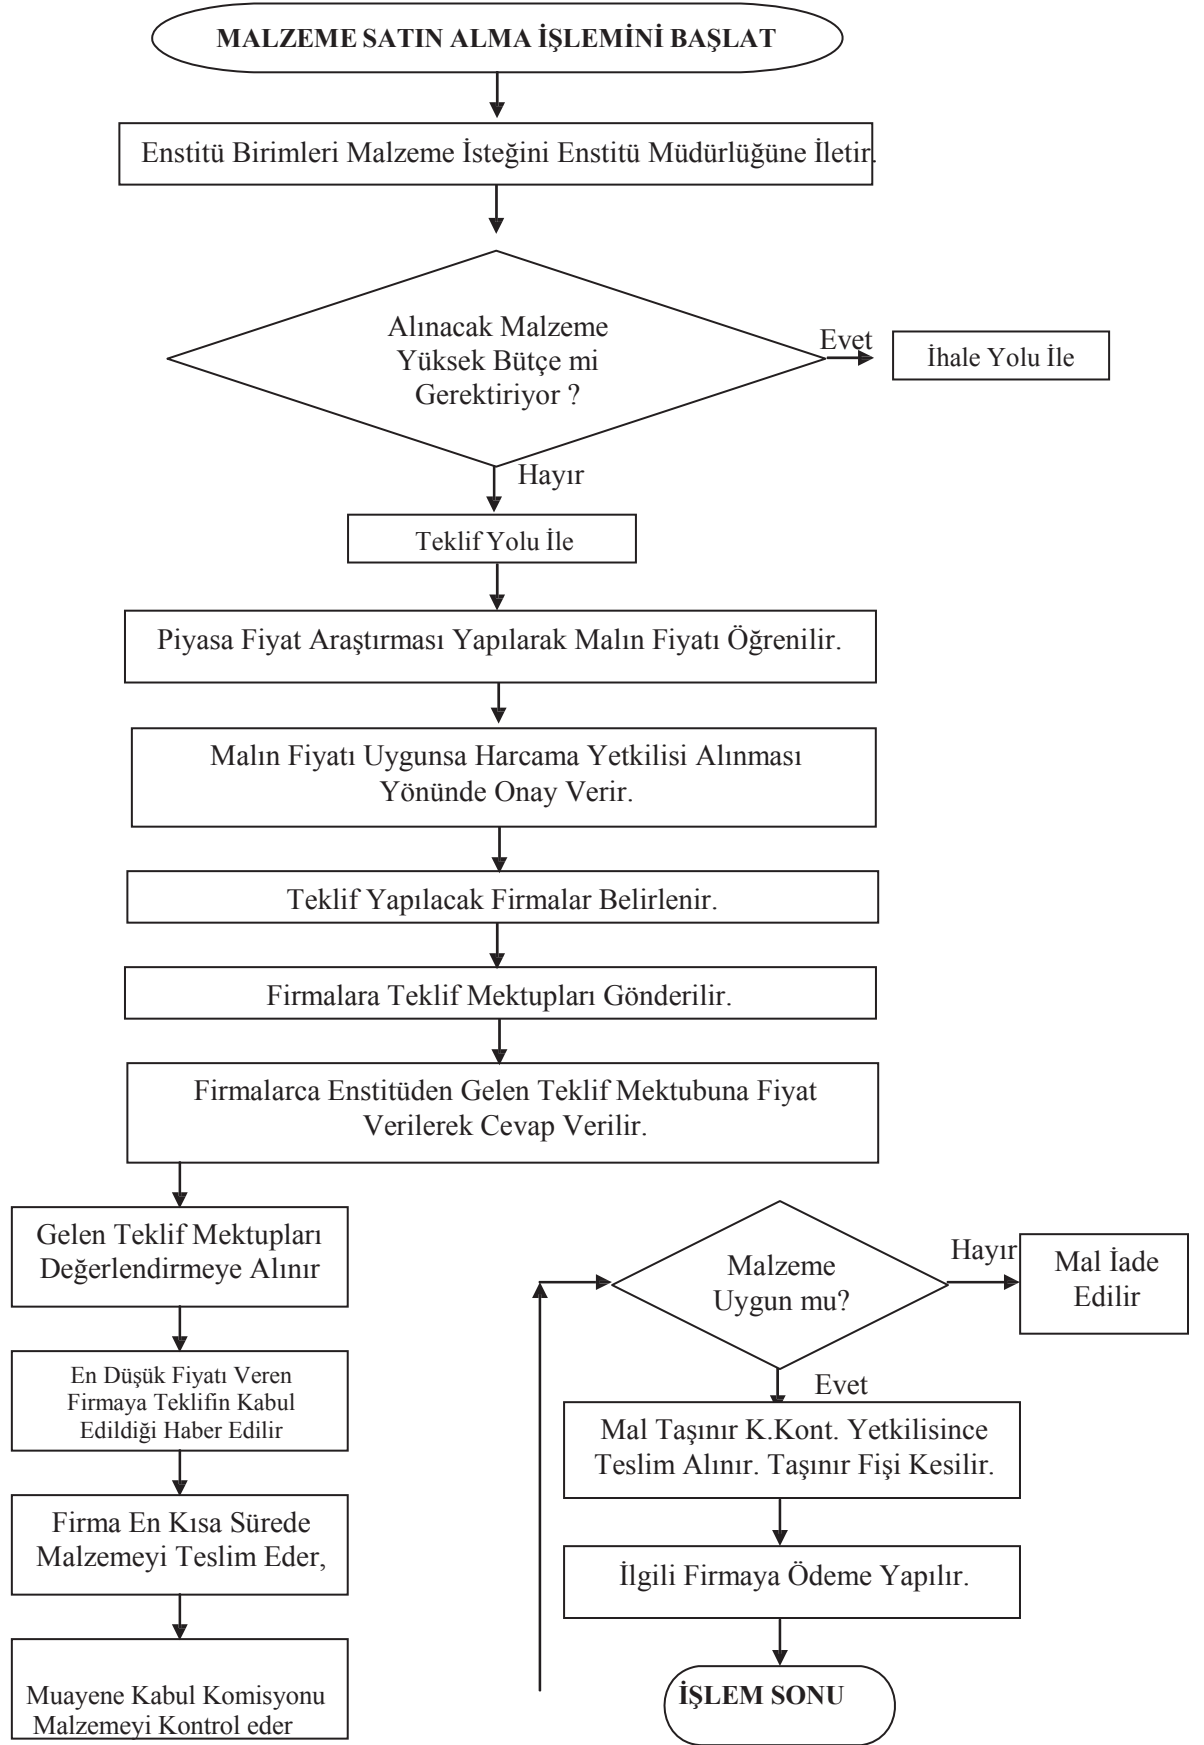 MALZEME SATIN ALMA İŞLEMİNİ BAŞLAT
Enstitü Birimleri Malzeme İsteğini Enstitü Müdürlüğüne İletir.
Alınacak Malzeme
Yüksek Bütçe mi
Gerektiriyor ?
Evet
İhale Yolu İle
Hayır
Teklif Yolu İle
Piyasa Fiyat Araştırması Yapılarak Malın Fiyatı Öğrenilir.
Malın Fiyatı Uygunsa Harcama Yetkilisi Alınması
Yönünde Onay Verir.
Teklif Yapılacak Firmalar Belirlenir.
Firmalara Teklif Mektupları Gönderilir.
Firmalarca Enstitüden Gelen Teklif Mektubuna Fiyat
Verilerek Cevap Verilir.
Gelen Teklif Mektupları
Değerlendirmeye Alınır
En Düşük Fiyatı Veren
Firmaya Teklifin Kabul
Edildiği Haber Edilir
Firma En Kısa Sürede
Malzemeyi Teslim Eder,
Muayene Kabul Komisyonu
Malzemeyi Kontrol eder
Malzeme
Uygun mu?
Hayır
Mal İade
Edilir
Evet
Mal Taşınır K.Kont. Yetkilisince
Teslim Alınır. Taşınır Fişi Kesilir.
İlgili Firmaya Ödeme Yapılır.
İŞLEM SONU